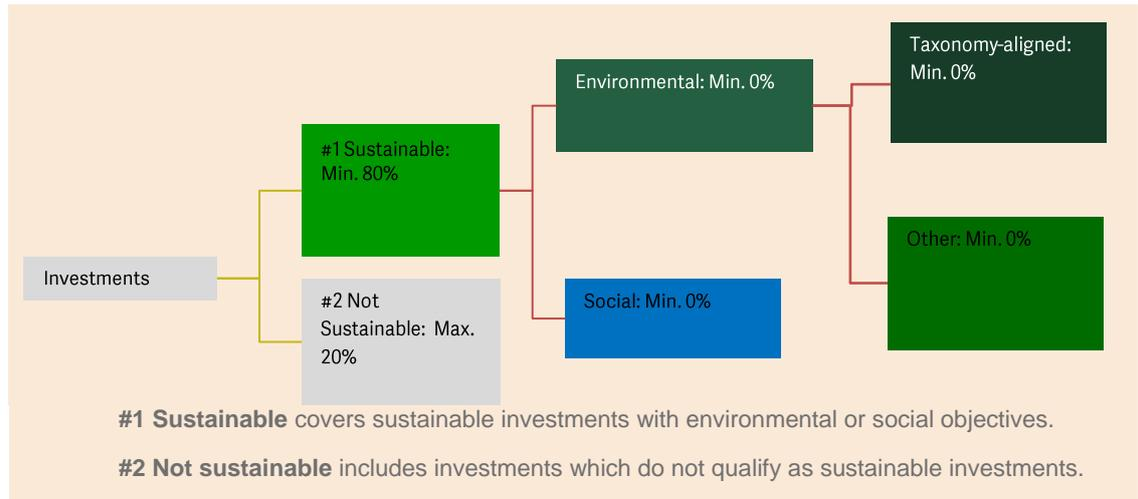 Taxonomy-aligned:
Min. 0%
Environmental: Min. 0%
#1 Sustainable:
Min. 80%
Other: Min. 0%
Investments
#2 Not
Sustainable: Max.
20%
Social: Min. 0%
#1 Sustainable covers sustainable investments with environmental or social objectives.
#2 Not sustainable includes investments which do not qualify as sustainable investments.